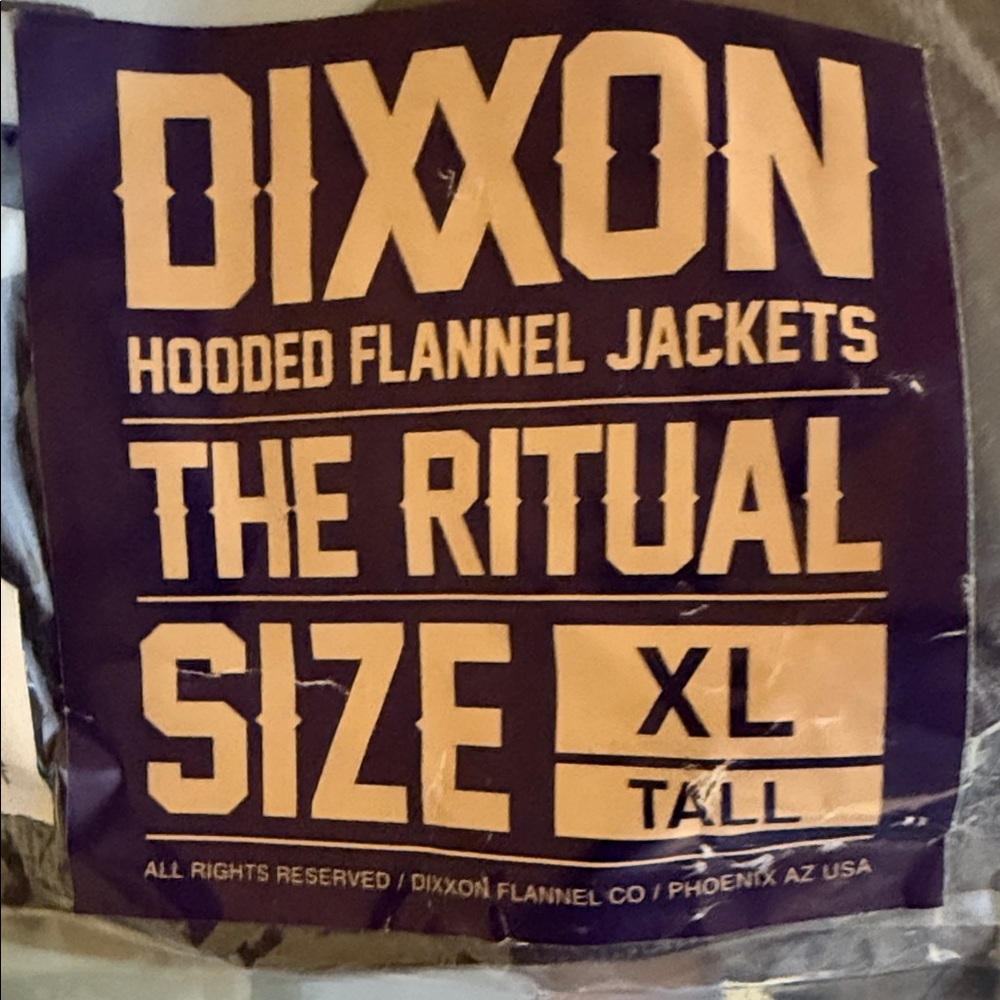 DIXXON
HOODED FLANNEL JACKETS
THE RITUAL
SIZE XL
TALL
ALL RIGHTS RESERVED / DIXXON FLANNEL CO / PHOENIX AZ USA